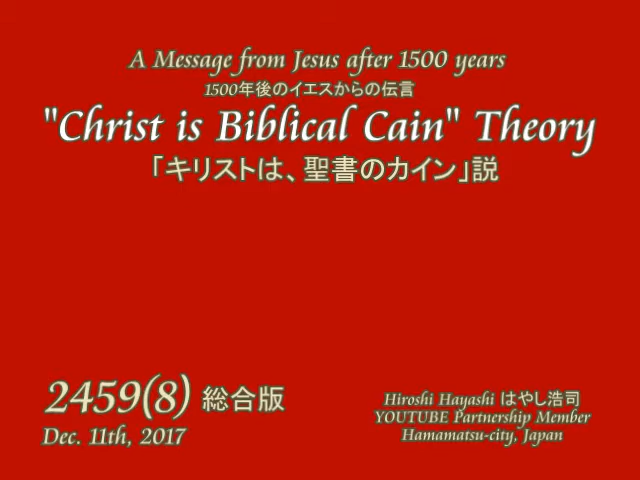 A Message from Jesus after 1500 years
1500年後のイエスからの伝言
"Christ is Biblical Cain" Theory
「キリストは、聖書のカイン」説
2459(8) 総合版
Dec. 11th, 2017
Hiroshi Hayashi はやし浩司
YOUTUBE Partnership Member
Hamamatsu-city, Japan